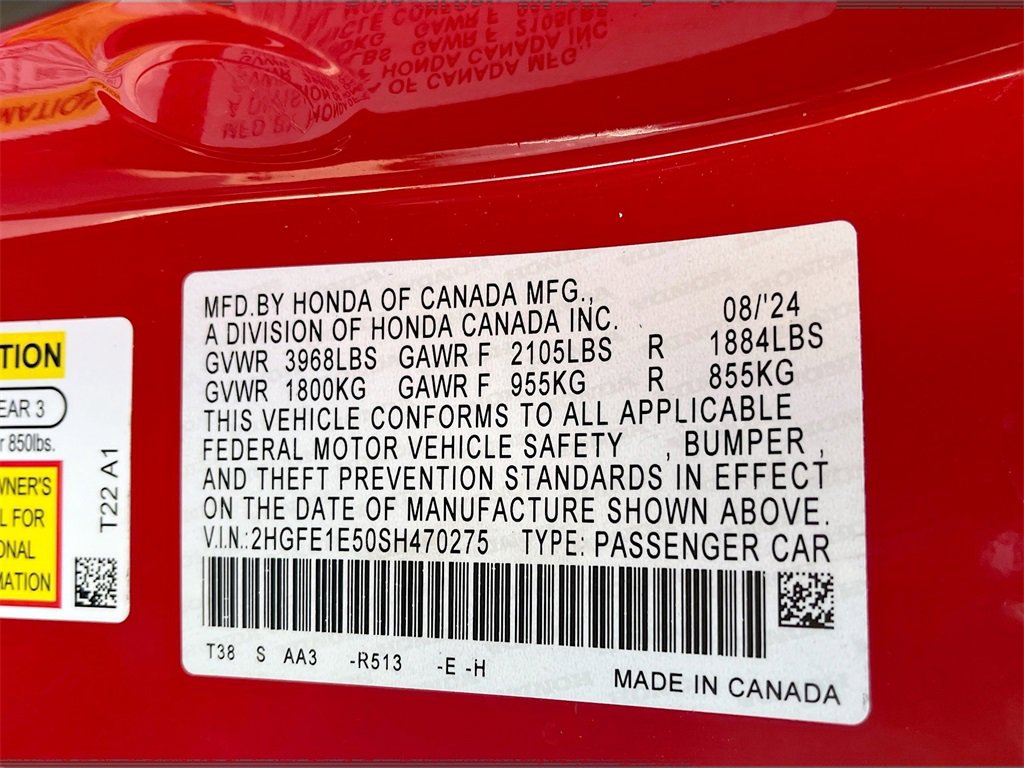 MFD.BY HONDA OF CANADA MFG.,
A DIVISION OF HONDA CANADA INC. 08/'24
GVWR 3968LBS GAWR F 2105LBS R 1884LBS
GVWR 1800KG GAWR F 955KG R 855KG
THIS VEHICLE CONFORMS TO ALL APPLICABLE
FEDERAL MOTOR VEHICLE SAFETY , BUMPER ,
AND THEFT PREVENTION STANDARDS IN EFFECT
ON THE DATE OF MANUFACTURE SHOWN ABOVE.
V.I.N.:2HGFE1E50SH470275 TYPE: PASSENGER CAR
T38 S AA3 -R513 -E -H
MADE IN CANADA
TION
EAR 3
r 850lbs.
WNER'S
L FOR
ONAL
MATION
T22 A1